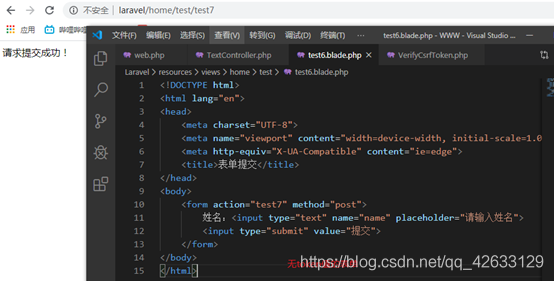 不安全 | laravel/home/test/test7
应用
请求提交成功！
文件(F) 编辑(E) 选择(S) 查看(V) 转到(G) 调试(D) 终端(T) 帮助(H) test6.blade.php - WWW - Visual Studio ...
web.php TextController.php test6.blade.php × VerifyCsrfToken.php
Laravel > resources > views > home > test > test6.blade.php
1 <!DOCTYPE html>
2 <html lang="en">
3 <head>
4 <meta charset="UTF-8">
5 <meta name="viewport" content="width=device-width, initial-scale=1.0
6 <meta http-equiv="X-UA-Compatible" content="ie=edge">
7 <title>表单提交</title>
8 </head>
9 <body>
10 <form action="test7" method="post">
11 姓名：<input type="text" name="name" placeholder="请输入姓名">
12 <input type="submit" value="提交">
13 </form>
14 </body>
15 </html>
https://blog.csdn.net/qq_42633129